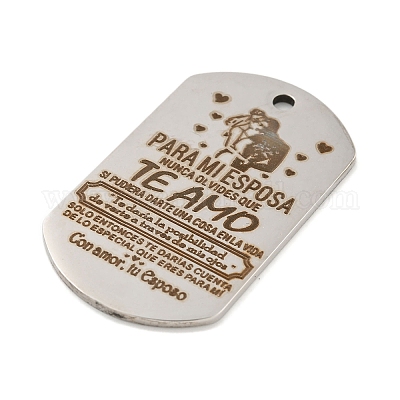 PARA MI ESPOSA
NUNCA OLVIDES QUE
TE AMO
SI PUDIERA DARTE UNA COSA EN LA VIDA
Te daría la posibilidad
de verte a través de mis ojos
SOLO ENTONCES TE DARÍAS CUENTA
DE LO ESPECIAL QUE ERES PARA MÍ
Con amor, tu Esposo